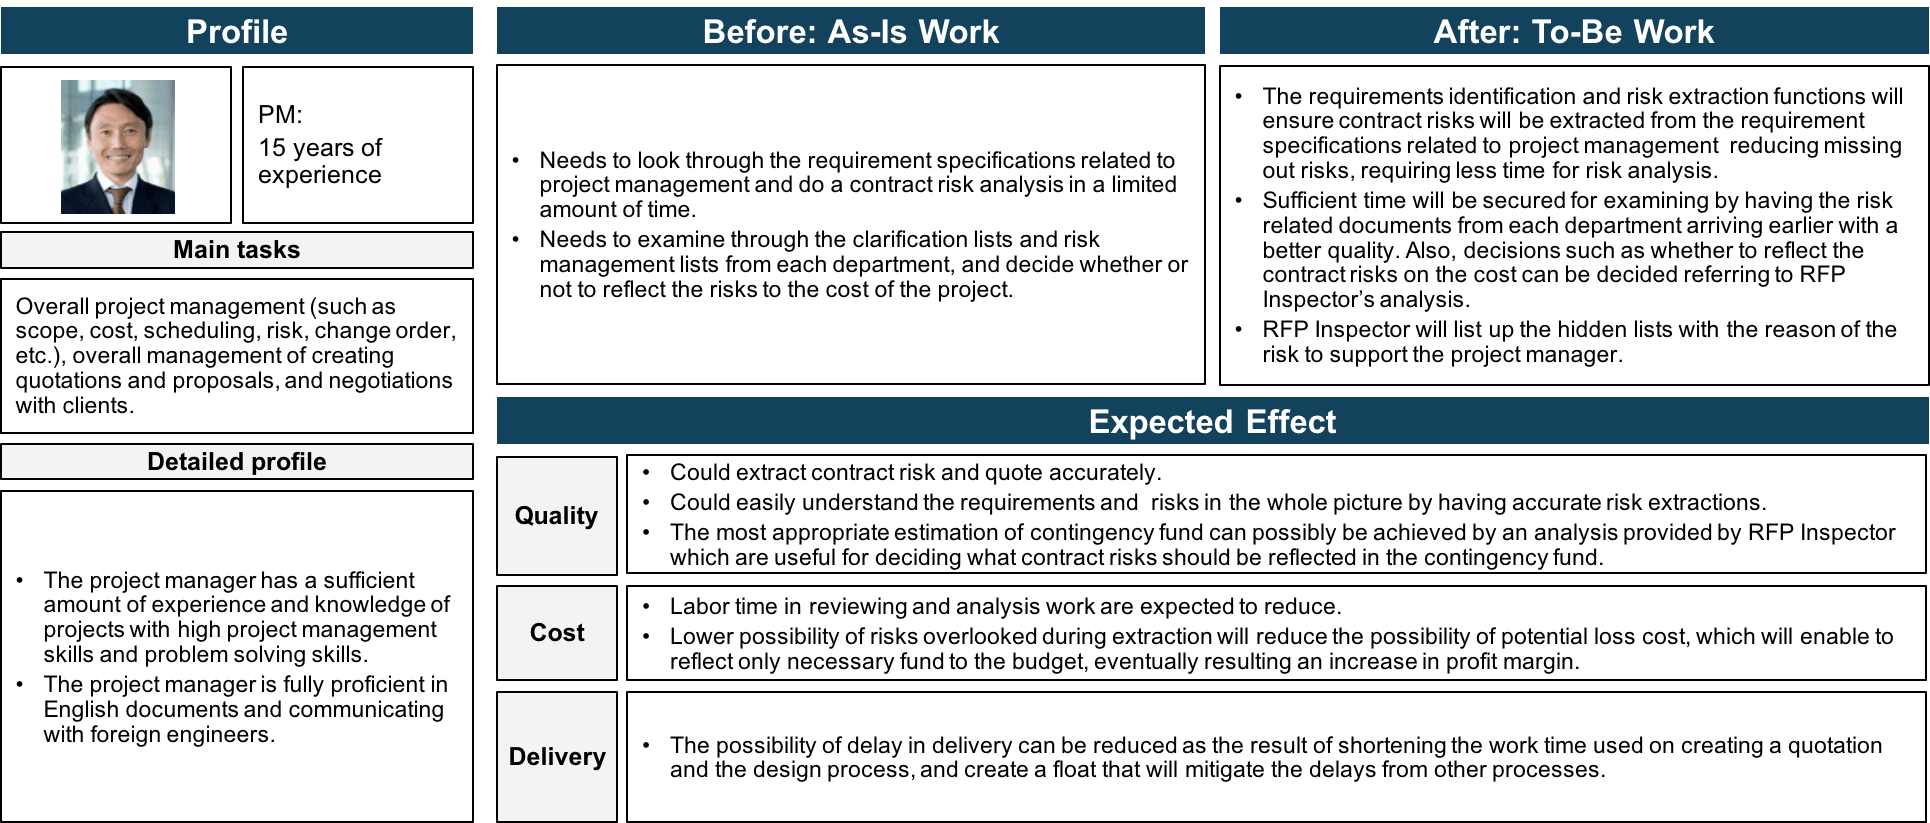 Profile
PM:
15 years of
experience
Main tasks
Overall project management (such as
scope, cost, scheduling, risk, change order,
etc.), overall management of creating
quotations and proposals, and negotiations
with clients.
Detailed profile
• The project manager has a sufficient
amount of experience and knowledge of
projects with high project management
skills and problem solving skills.
• The project manager is fully proficient in
English documents and communicating
with foreign engineers.
Before: As-Is Work
• Needs to look through the requirement specifications related to
project management and do a contract risk analysis in a limited
amount of time.
• Needs to examine through the clarification lists and risk
management lists from each department, and decide whether or
not to reflect the risks to the cost of the project.
After: To-Be Work
• The requirements identification and risk extraction functions will
ensure contract risks will be extracted from the requirement
specifications related to project management  reducing missing
out risks, requiring less time for risk analysis.
• Sufficient time will be secured for examining by having the risk
related documents from each department arriving earlier with a
better quality. Also, decisions such as whether to reflect the
contract risks on the cost can be decided referring to RFP
Inspector’s analysis.
• RFP Inspector will list up the hidden lists with the reason of the
risk to support the project manager.
Expected Effect
Quality
• Could extract contract risk and quote accurately.
• Could easily understand the requirements and  risks in the whole picture by having accurate risk extractions.
• The most appropriate estimation of contingency fund can possibly be achieved by an analysis provided by RFP Inspector
which are useful for deciding what contract risks should be reflected in the contingency fund.
Cost
• Labor time in reviewing and analysis work are expected to reduce.
• Lower possibility of risks overlooked during extraction will reduce the possibility of potential loss cost, which will enable to
reflect only necessary fund to the budget, eventually resulting an increase in profit margin.
Delivery
• The possibility of delay in delivery can be reduced as the result of shortening the work time used on creating a quotation
and the design process, and create a float that will mitigate the delays from other processes.